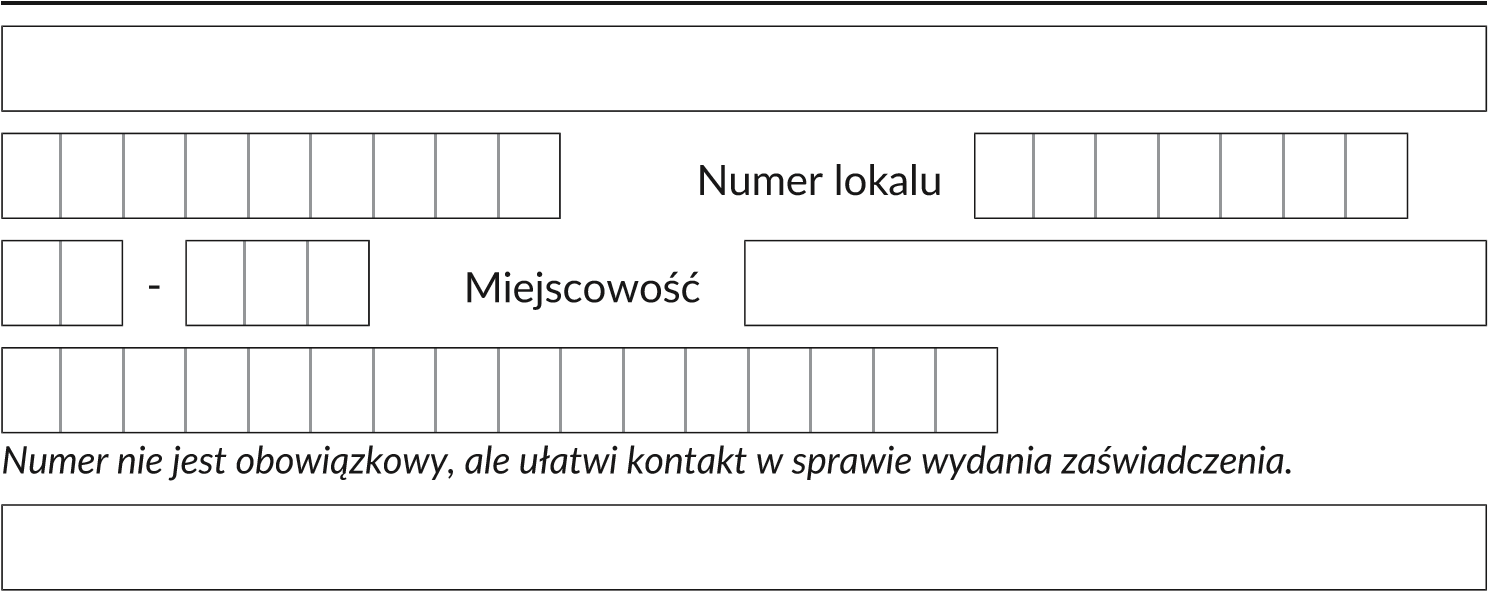 Numer lokalu
- Miejscowość
Numer nie jest obowiązkowy, ale ułatwi kontakt w sprawie wydania zaświadczenia.